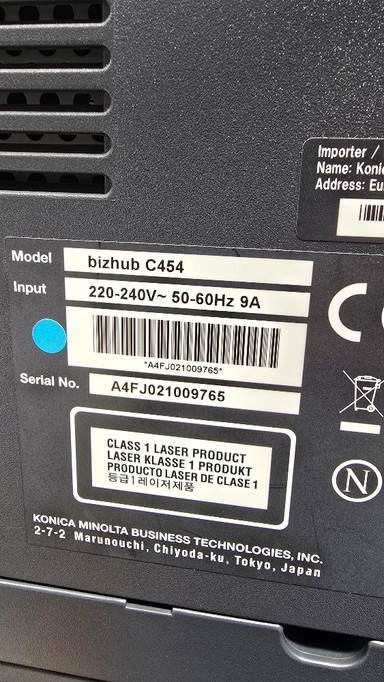 Importer /
Name:
Address:
Model
bizhub C454
Input
220-240V~ 50-60Hz 9A
*A4FJ021009765*
Serial No.
A4FJ021009765
CLASS 1 LASER PRODUCT
LASER KLASSE 1 PRODUKT
PRODUCTO LASER DE CLASE 1
등급1레이저제품
KONICA MINOLTA BUSINESS TECHNOLOGIES, INC.
2-7-2 Marunouchi, Chiyoda-ku, Tokyo, Japan
CE
N